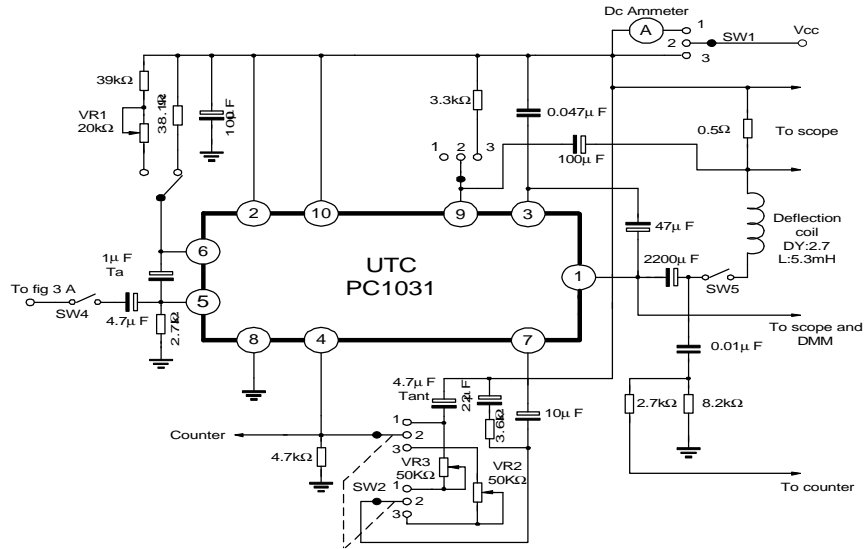 Dc Ammeter
A
1
2
3
SW1
Vcc
39kΩ
VR1
20kΩ
38.1kΩ
100μF
3.3kΩ
0.047μF
1 2 3
100μF
0.5Ω
To scope
2
10
9
3
6
5
1
8
4
7
UTC
PC1031
47μF
2200μF
Deflection
coil
DY:2.7
L:5.3mH
SW5
1μF
Ta
To fig 3 A
SW4
4.7μF
2.7kΩ
To scope and
DMM
0.01μF
2.7kΩ
8.2kΩ
To counter
4.7μF
Tant
22μF
3.6kΩ
10μF
Counter
4.7kΩ
1
2
3
VR3
50KΩ
VR2
50KΩ
SW2
1
2
3